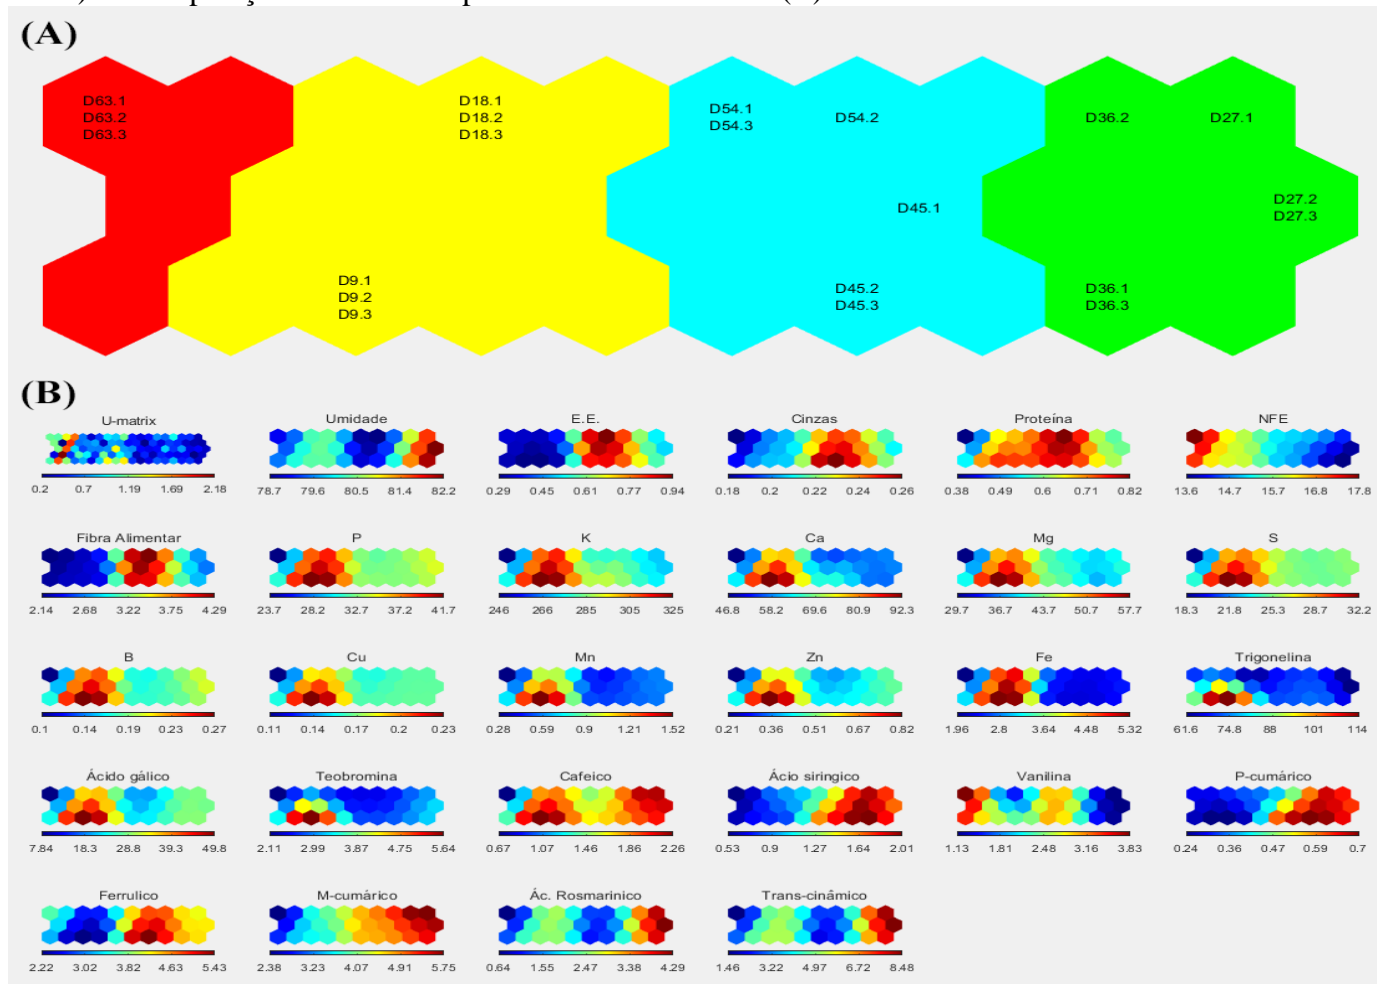 (A)
D63.1
D63.2
D63.3
D18.1
D18.2
D18.3
D54.1
D54.3
D54.2
D36.2
D27.1
D45.1
D27.2
D27.3
D9.1
D9.2
D9.3
D45.2
D45.3
D36.1
D36.3
(B)
U-matrix
0.2 0.7 1.19 1.69 2.18
Umidade
78.7 79.6 80.5 81.4 82.2
E.E.
0.29 0.45 0.61 0.77 0.94
Cinzas
0.18 0.2 0.22 0.24 0.26
Proteína
0.38 0.49 0.6 0.71 0.82
NFE
13.6 14.7 15.7 16.8 17.8
Fibra Alimentar
2.14 2.68 3.22 3.75 4.29
P
23.7 28.2 32.7 37.2 41.7
K
246 266 285 305 325
Ca
46.8 58.2 69.6 80.9 92.3
Mg
29.7 36.7 43.7 50.7 57.7
S
18.3 21.8 25.3 28.7 32.2
B
0.1 0.14 0.19 0.23 0.27
Cu
0.11 0.14 0.17 0.2 0.23
Mn
0.28 0.59 0.9 1.21 1.52
Zn
0.21 0.36 0.51 0.67 0.82
Fe
1.96 2.8 3.64 4.48 5.32
Trigonelina
61.6 74.8 88 101 114
Ácido gálico
7.84 18.3 28.8 39.3 49.8
Teobromina
2.11 2.99 3.87 4.75 5.64
Cafeico
0.67 1.07 1.46 1.86 2.26
Ácio siringico
0.53 0.9 1.27 1.64 2.01
Vanilina
1.13 1.81 2.48 3.16 3.83
P-cumárico
0.24 0.36 0.47 0.59 0.7
Ferrulico
2.22 3.02 3.82 4.63 5.43
M-cumárico
2.38 3.23 4.07 4.91 5.75
Ác. Rosmarinico
0.64 1.55 2.47 3.38 4.29
Trans-cinâmico
1.46 3.22 4.97 6.72 8.48